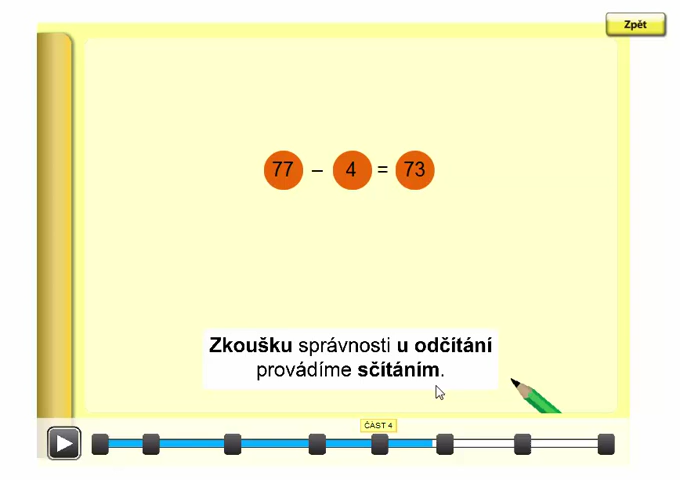 Zpět
77 – 4 = 73
Zkoušku správnosti u odčítání
provádíme sčítáním.
ČÁST 4